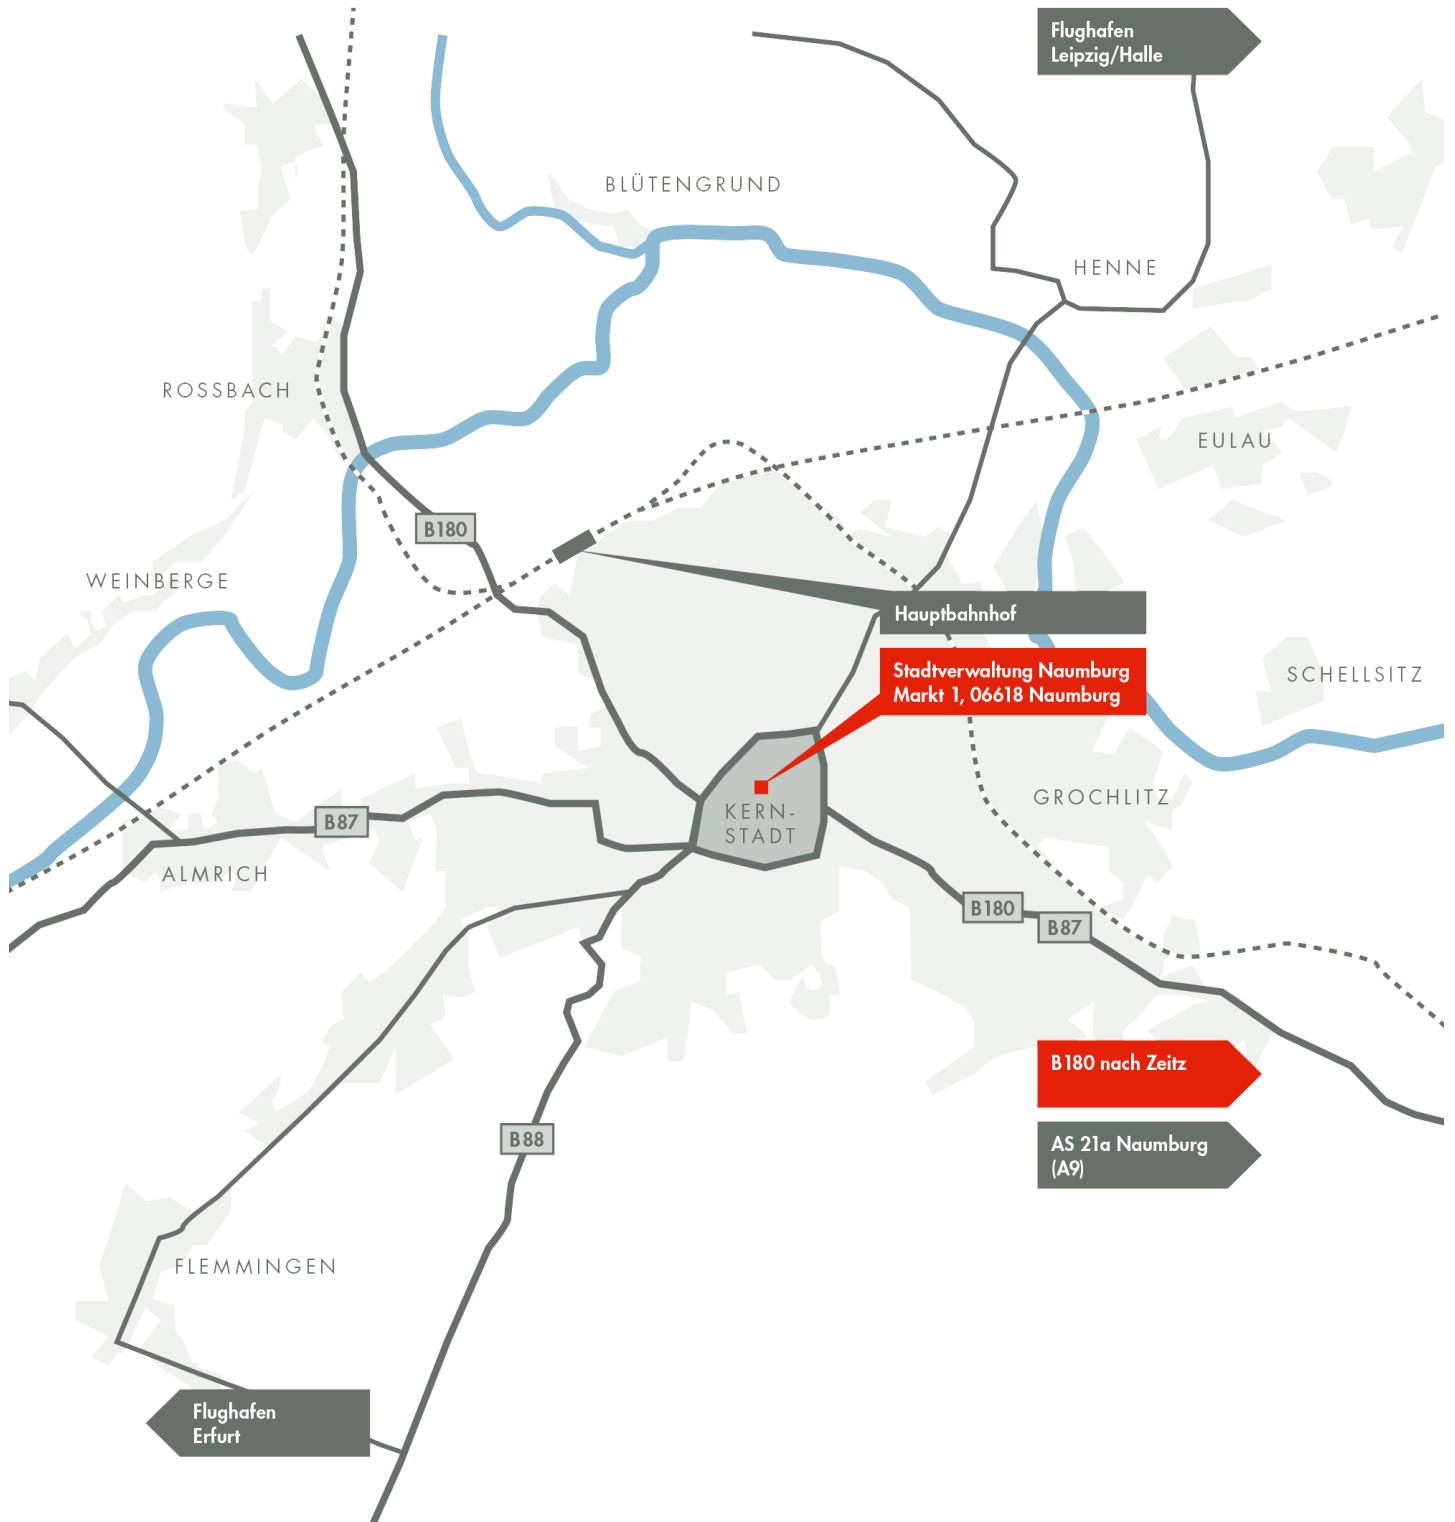 Flughafen
Leipzig/Halle
BLÜTENGRUND
HENNE
ROSSBACH
EULAU
B180
WEINBERGE
Hauptbahnhof
Stadtverwaltung Naumburg
Markt 1, 06618 Naumburg
SCHELLSITZ
GROCHLITZ
KERN-
STADT
B87
ALMRICH
B180
B87
B180 nach Zeitz
B88
AS 21a Naumburg
(A9)
FLEMMINGEN
Flughafen
Erfurt